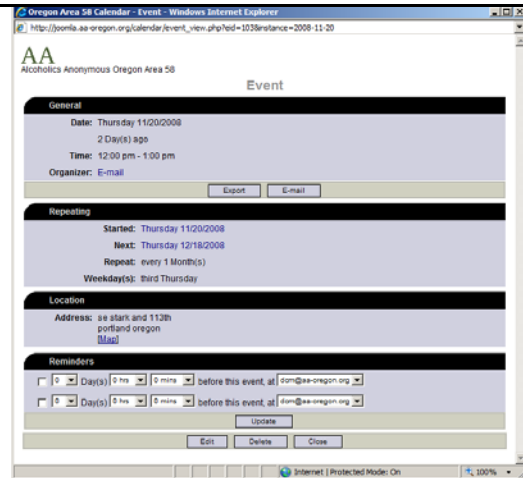 Oregon Area 58 Calendar - Event - Windows Internet Explorer
http://joomla.aa-oregon.org/calendar/event_view.php?eid=103&instance=2008-11-20
AA
Alcoholics Anonymous Oregon Area 58
Event
General
Date: Thursday 11/20/2008
2 Day(s) ago
Time: 12:00 pm - 1:00 pm
Organizer: E-mail
Export E-mail
Repeating
Started: Thursday 11/20/2008
Next: Thursday 12/18/2008
Repeat: every 1 Month(s)
Weekday(s): third Thursday
Location
Address: se stark and 113th
portland oregon
[Map]
Reminders
0 Day(s) 0 hrs 0 mins before this event, at dom@aa-oregon.org
0 Day(s) 0 hrs 0 mins before this event, at dom@aa-oregon.org
Update
Edit Delete Close
Internet | Protected Mode: On 100%